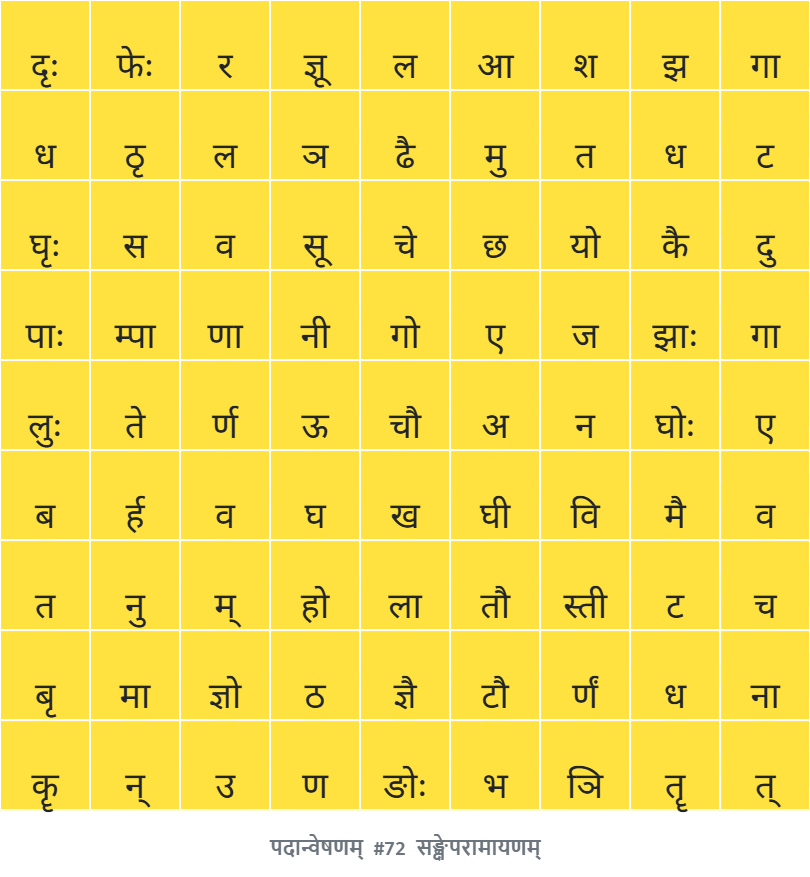 दृः फेः र ज्ञू ल आ श झ गा
ध ठृ ल ञ ढै मु त ध ट
घृः स व सू चे छ यो कै दु
पाः म्पा णा नी गो ए ज झाः गा
लुः ते र्ण ऊ चौ अ न घोः ए
ब र्ह व घ ख घी वि मै व
त नु म् हो ला तौ स्ती ट च
बृ मा ज्ञो ठ ज्ञै टौ र्णं ध ना
कॄ न् उ ण ङोः भ ञि तॄ त्
पदान्वेषणम् #72 सङ्क्षेपरामायणम्